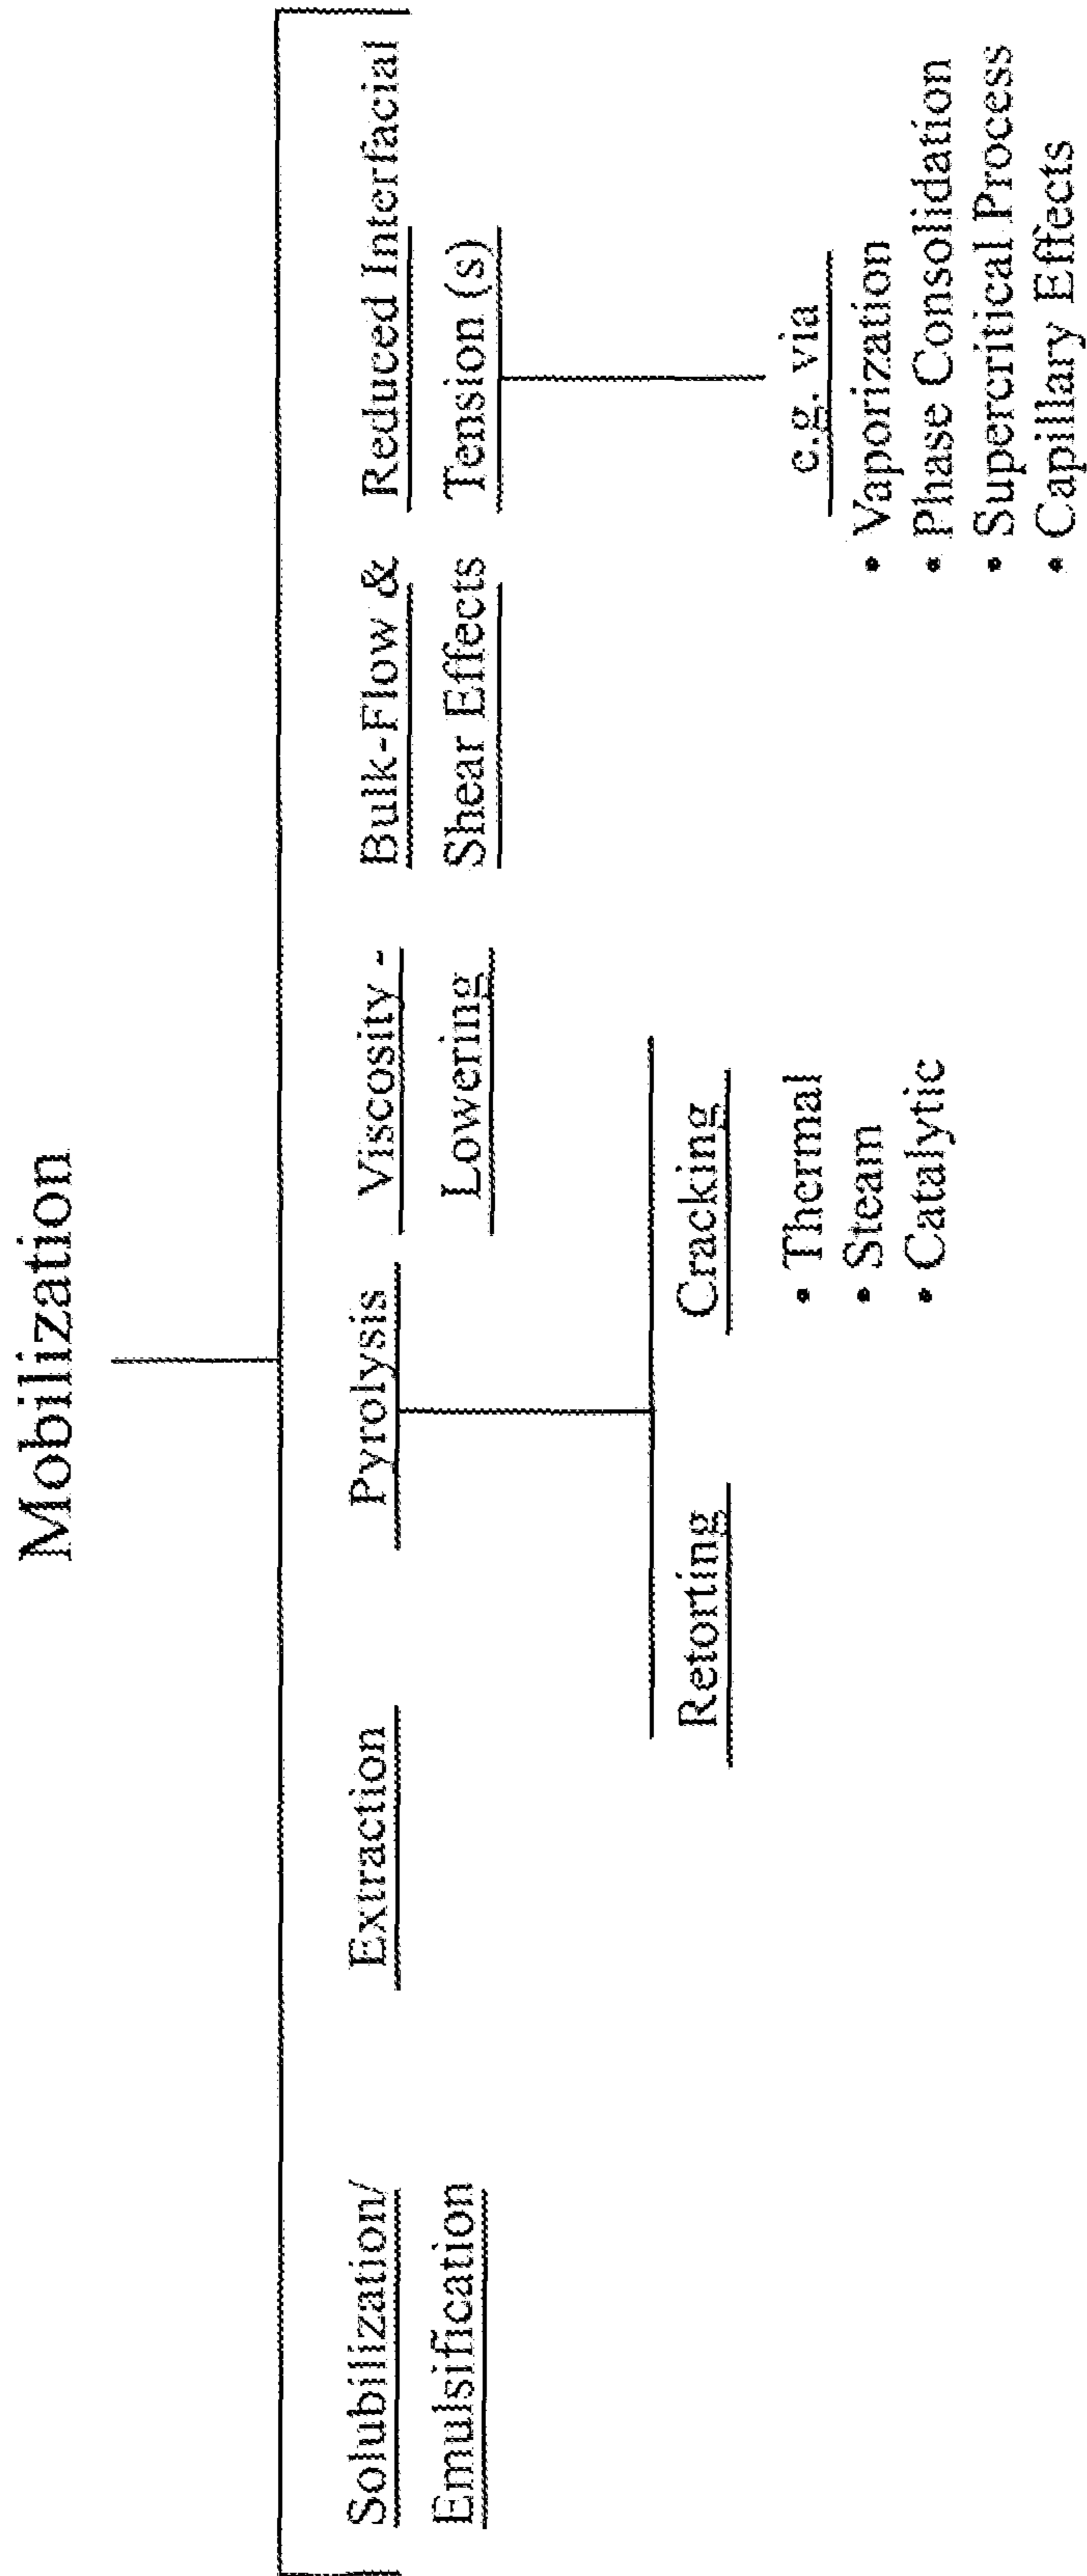 Mobilization
Solubilization/
Emulsification
Extraction
Pyrolysis
Retorting
Cracking
• Thermal
• Steam
• Catalytic
Viscosity -
Lowering
Bulk-Flow &
Shear Effects
Reduced Interfacial
Tension (s)
e.g. via
• Vaporization
• Phase Consolidation
• Supercritical Process
• Capillary Effects